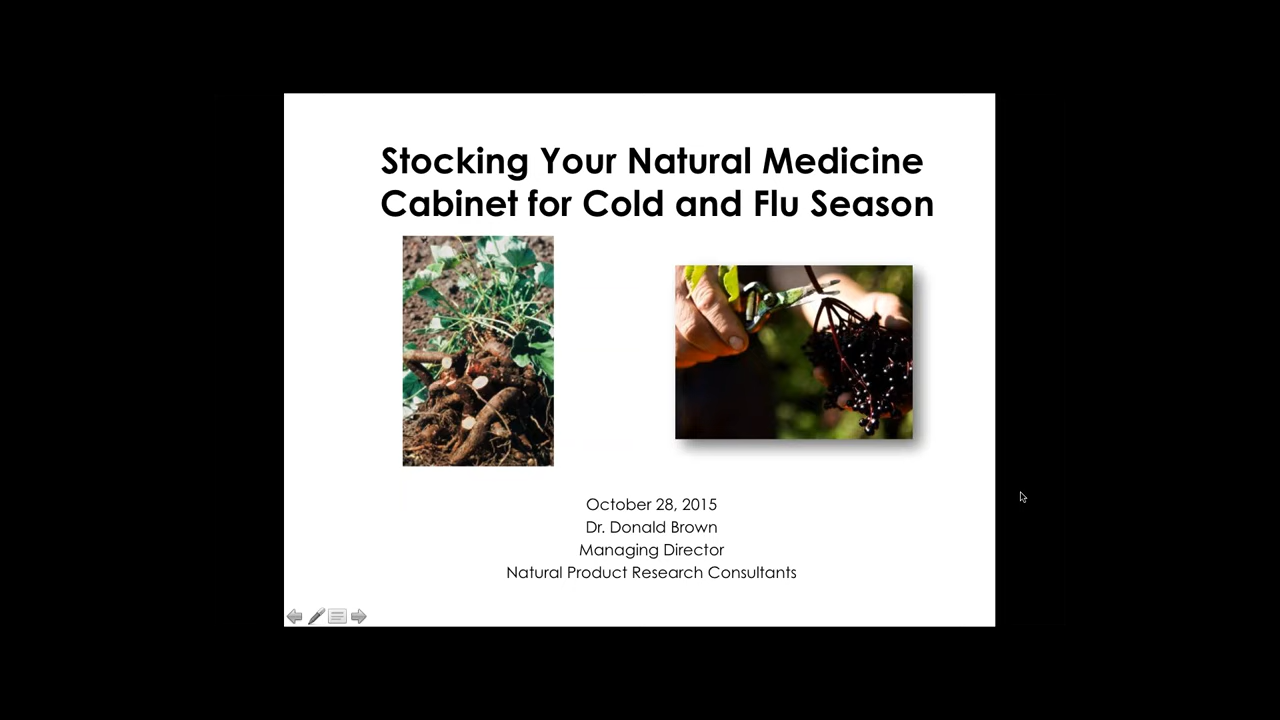 Stocking Your Natural Medicine
Cabinet for Cold and Flu Season
October 28, 2015
Dr. Donald Brown
Managing Director
Natural Product Research Consultants